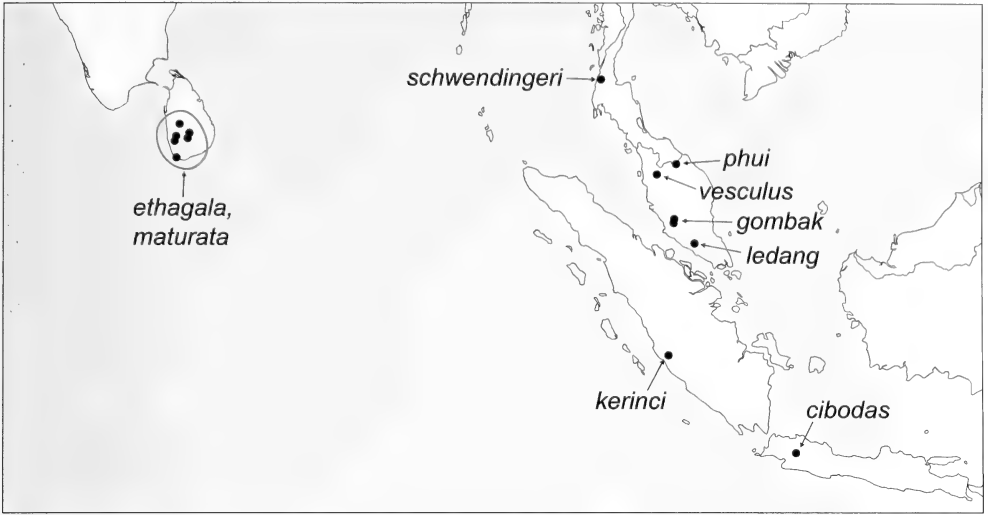 schwendingeri
phui
vesculus
ethagala,
maturata
gombak
ledang
kerinci
cibodas